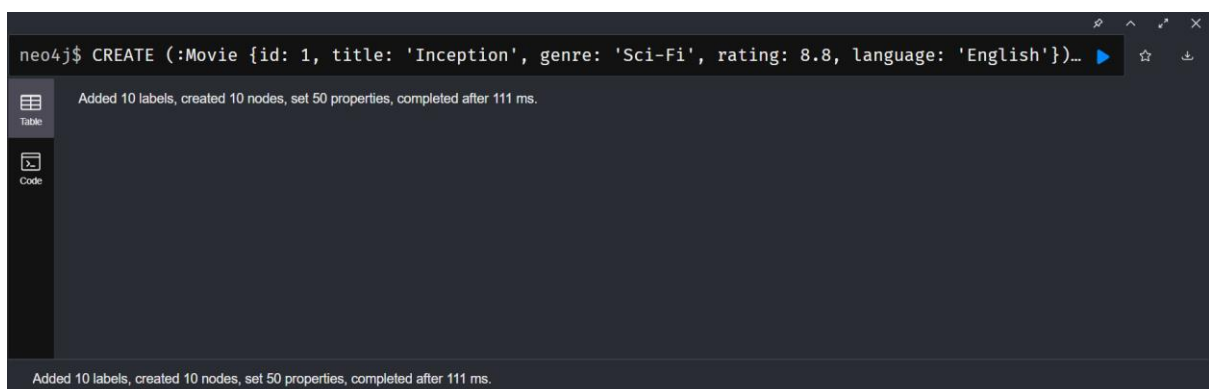 neo4j$ CREATE (:Movie {id: 1, title: 'Inception', genre: 'Sci-Fi', rating: 8.8, language: 'English'})…
Added 10 labels, created 10 nodes, set 50 properties, completed after 111 ms.
Table
Code
Added 10 labels, created 10 nodes, set 50 properties, completed after 111 ms.